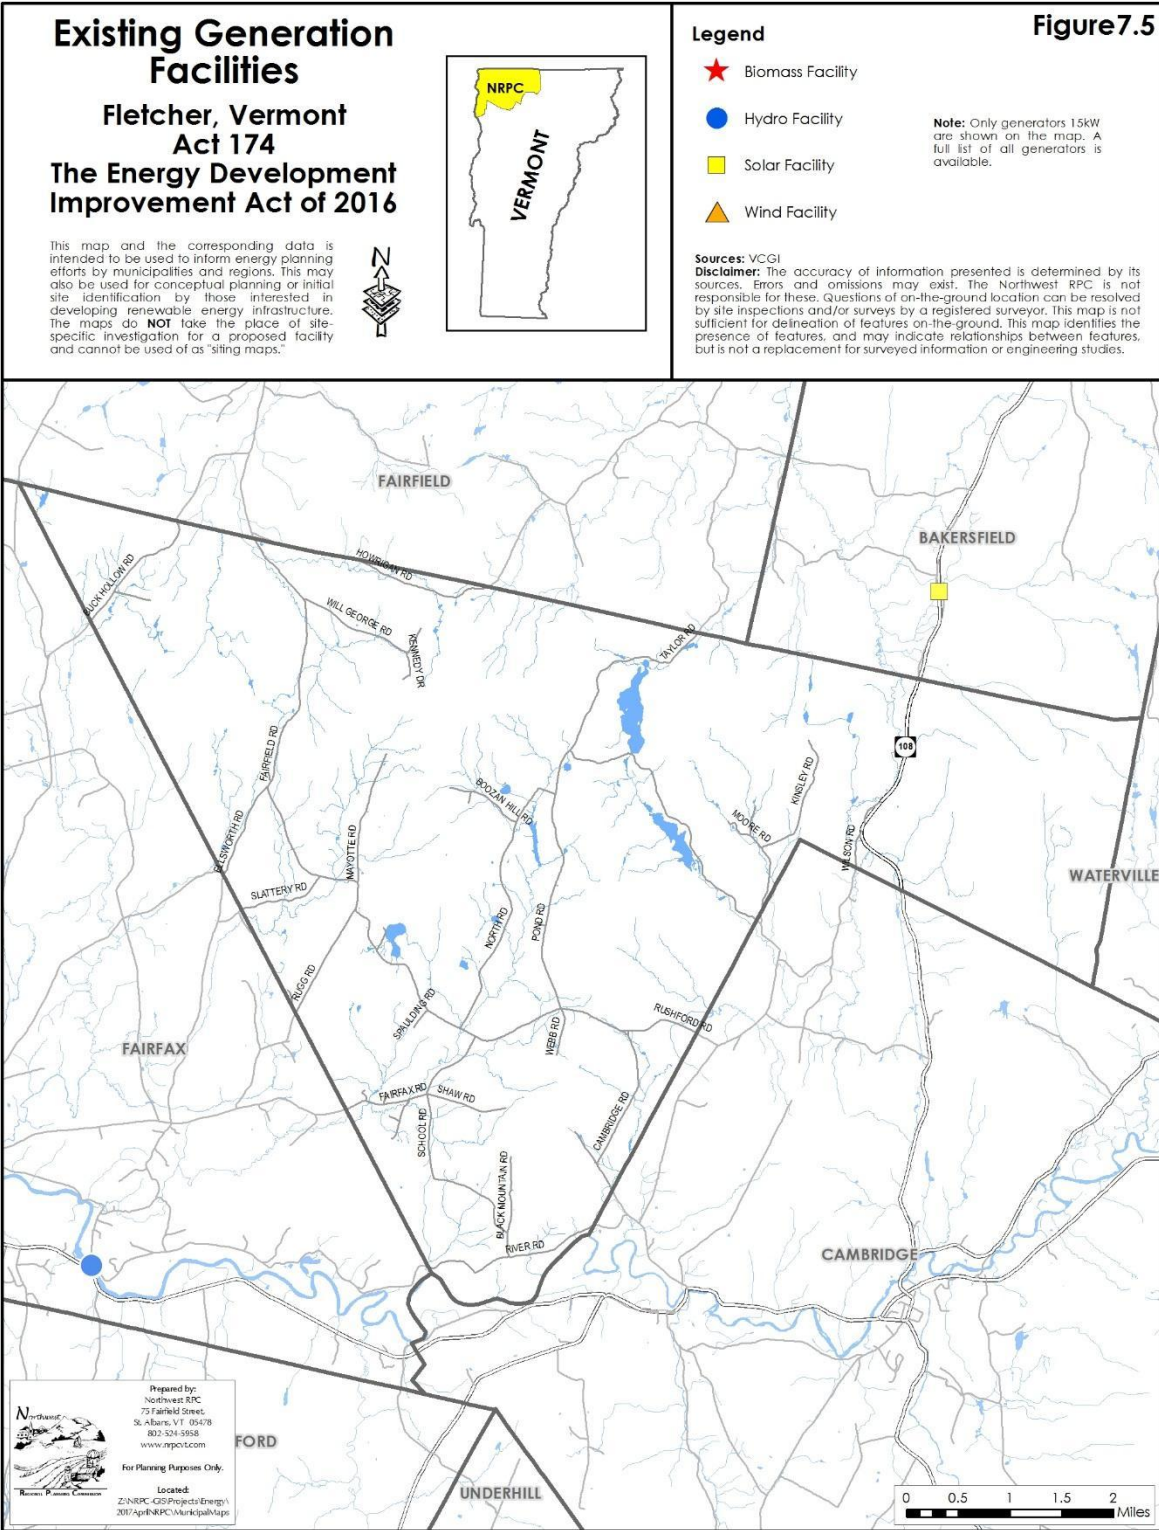 Existing Generation
Facilities
Fletcher, Vermont
Act 174
The Energy Development
Improvement Act of 2016
This map and the corresponding data is
intended to be used to inform energy planning
efforts by municipalities and regions. This may
also be used for conceptual planning or initial
site identification by those interested in
developing renewable energy infrastructure.
The maps do NOT take the place of site-
specific investigation for a proposed facility
and cannot be used of as "siting maps."
N
NRPC
VERMONT
Figure7.5
Legend
Biomass Facility
Hydro Facility
Solar Facility
Wind Facility
Note: Only generators 15kW
are shown on the map. A
full list of all generators is
available.
Sources: VCGI
Disclaimer: The accuracy of information presented is determined by its
sources. Errors and omissions may exist. The Northwest RPC is not
responsible for these. Questions of on-the-ground location can be resolved
by site inspections and/or surveys by a registered surveyor. This map is not
sufficient for delineation of features on-the-ground. This map identifies the
presence of features, and may indicate relationships between features,
but is not a replacement for surveyed information or engineering studies.
FAIRFIELD
BAKERSFIELD
HOWRIGAN RD
BUCK HOLLOW RD
WILL GEORGE RD
KENNEDY DR
TAYLOR RD
108
FAIRFIELD RD
KINSLEY RD
BOOZAN HILL RD
MOORE RD
ELLSWORTH RD
MAYOTTE RD
WILSON RD
WATERVILLE
SLATTERY RD
NORTH RD
POND RD
RUGG RD
SPAULDING RD
RUSHFORD RD
WEBB RD
FAIRFAX
FAIRFAX RD
SHAW RD
CAMBRIDGE RD
SCHOOL RD
BLACK MOUNTAIN RD
RIVER RD
CAMBRIDGE
FORD
UNDERHILL
Northwest
Regional Planning Commission
Prepared by:
Northwest RPC
75 Fairfield Street,
St. Albans, VT 05478
802-524-5958
www.nrpcvt.com
For Planning Purposes Only.
Located:
Z:\NRPC-GIS\Projects\Energy\
2017AprilNRPC\MunicipalMaps
0 0.5 1 1.5 2
Miles